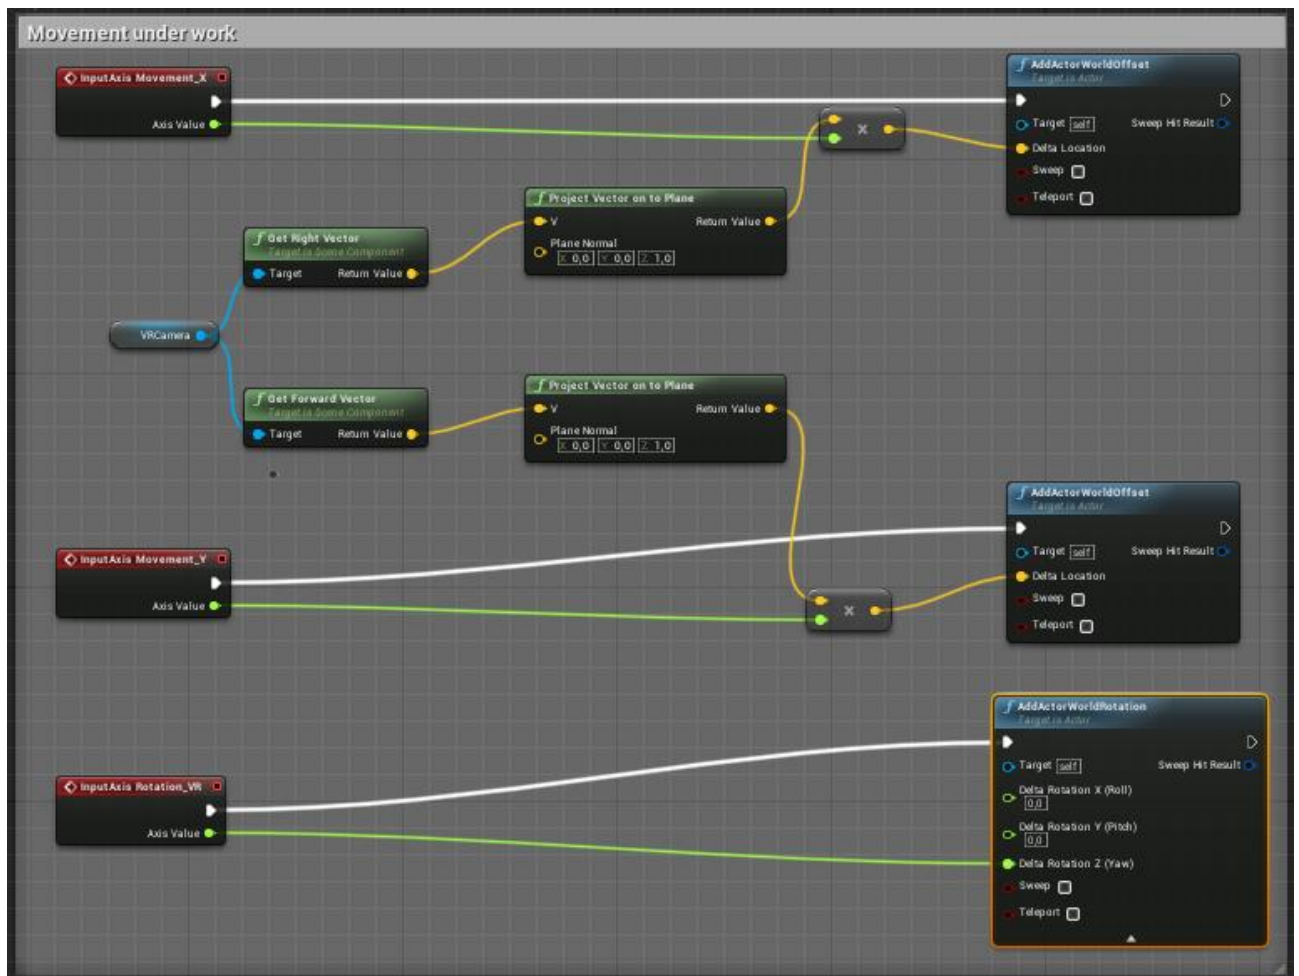 Movement under work
InputAxis Movement_X
Axis Value
AddActorWorldOffset
Target is Actor
Target self Sweep Hit Result
Delta Location
Sweep
Teleport
×
Project Vector on to Plane
V Return Value
Plane Normal
X 0,0 Y 0,0 Z 1,0
Get Right Vector
Target is Some Component
Target Return Value
VRCamera
Get Forward Vector
Target is Some Component
Target Return Value
Project Vector on to Plane
V Return Value
Plane Normal
X 0,0 Y 0,0 Z 1,0
InputAxis Movement_Y
Axis Value
×
AddActorWorldOffset
Target is Actor
Target self Sweep Hit Result
Delta Location
Sweep
Teleport
InputAxis Rotation_VR
Axis Value
AddActorWorldRotation
Target is Actor
Target self Sweep Hit Result
Delta Rotation X (Roll)
0,0
Delta Rotation Y (Pitch)
0,0
Delta Rotation Z (Yaw)
Sweep
Teleport